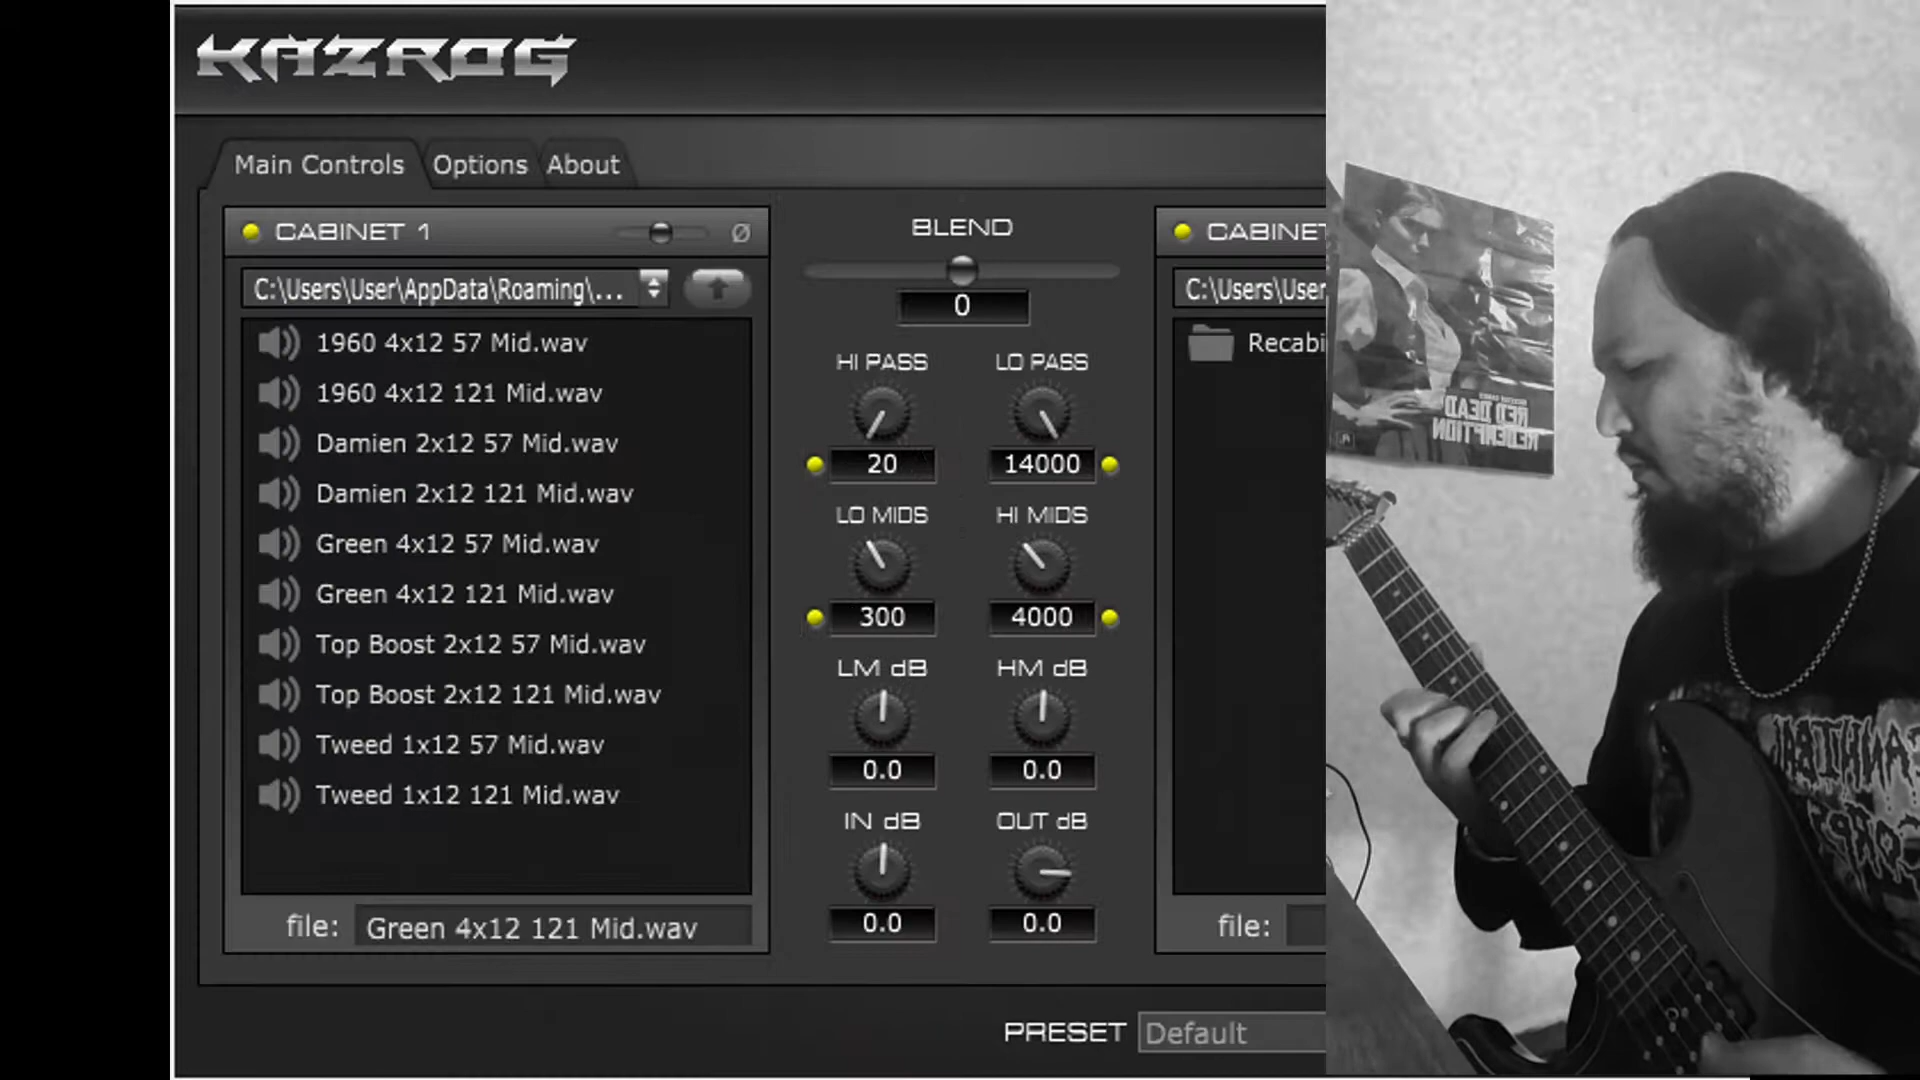 KAZROG
Main Controls
Options
About
CABINET 1
Ø
C:\Users\User\AppData\Roaming\...
1960 4x12 57 Mid.wav
1960 4x12 121 Mid.wav
Damien 2x12 57 Mid.wav
Damien 2x12 121 Mid.wav
Green 4x12 57 Mid.wav
Green 4x12 121 Mid.wav
Top Boost 2x12 57 Mid.wav
Top Boost 2x12 121 Mid.wav
Tweed 1x12 57 Mid.wav
Tweed 1x12 121 Mid.wav
file: Green 4x12 121 Mid.wav
BLEND
0
HI PASS LO PASS
20 14000
LO MIDS HI MIDS
300 4000
LM dB HM dB
0.0 0.0
IN dB OUT dB
0.0 0.0
CABINET
C:\Users\User
Recabi
file:
PRESET Default
RED DEAD
REDEMPTION